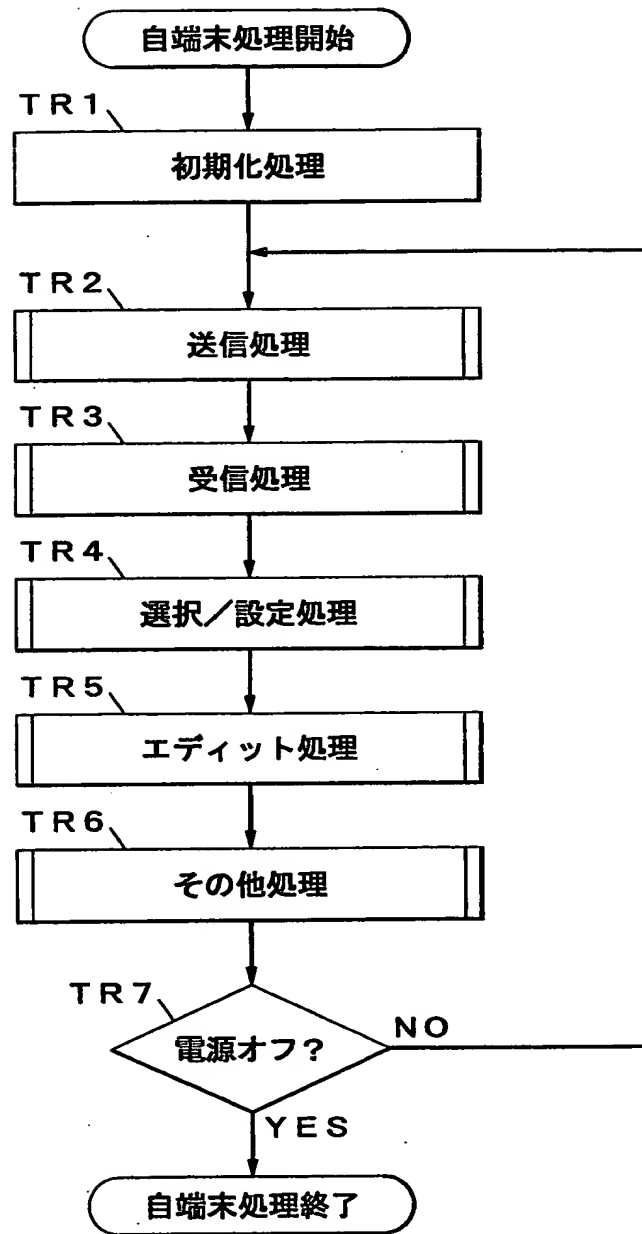 自端末処理開始
TR1
初期化処理
TR2
送信処理
TR3
受信処理
TR4
選択／設定処理
TR5
エディット処理
TR6
その他処理
TR7
電源オフ？
NO
YES
自端末処理終了